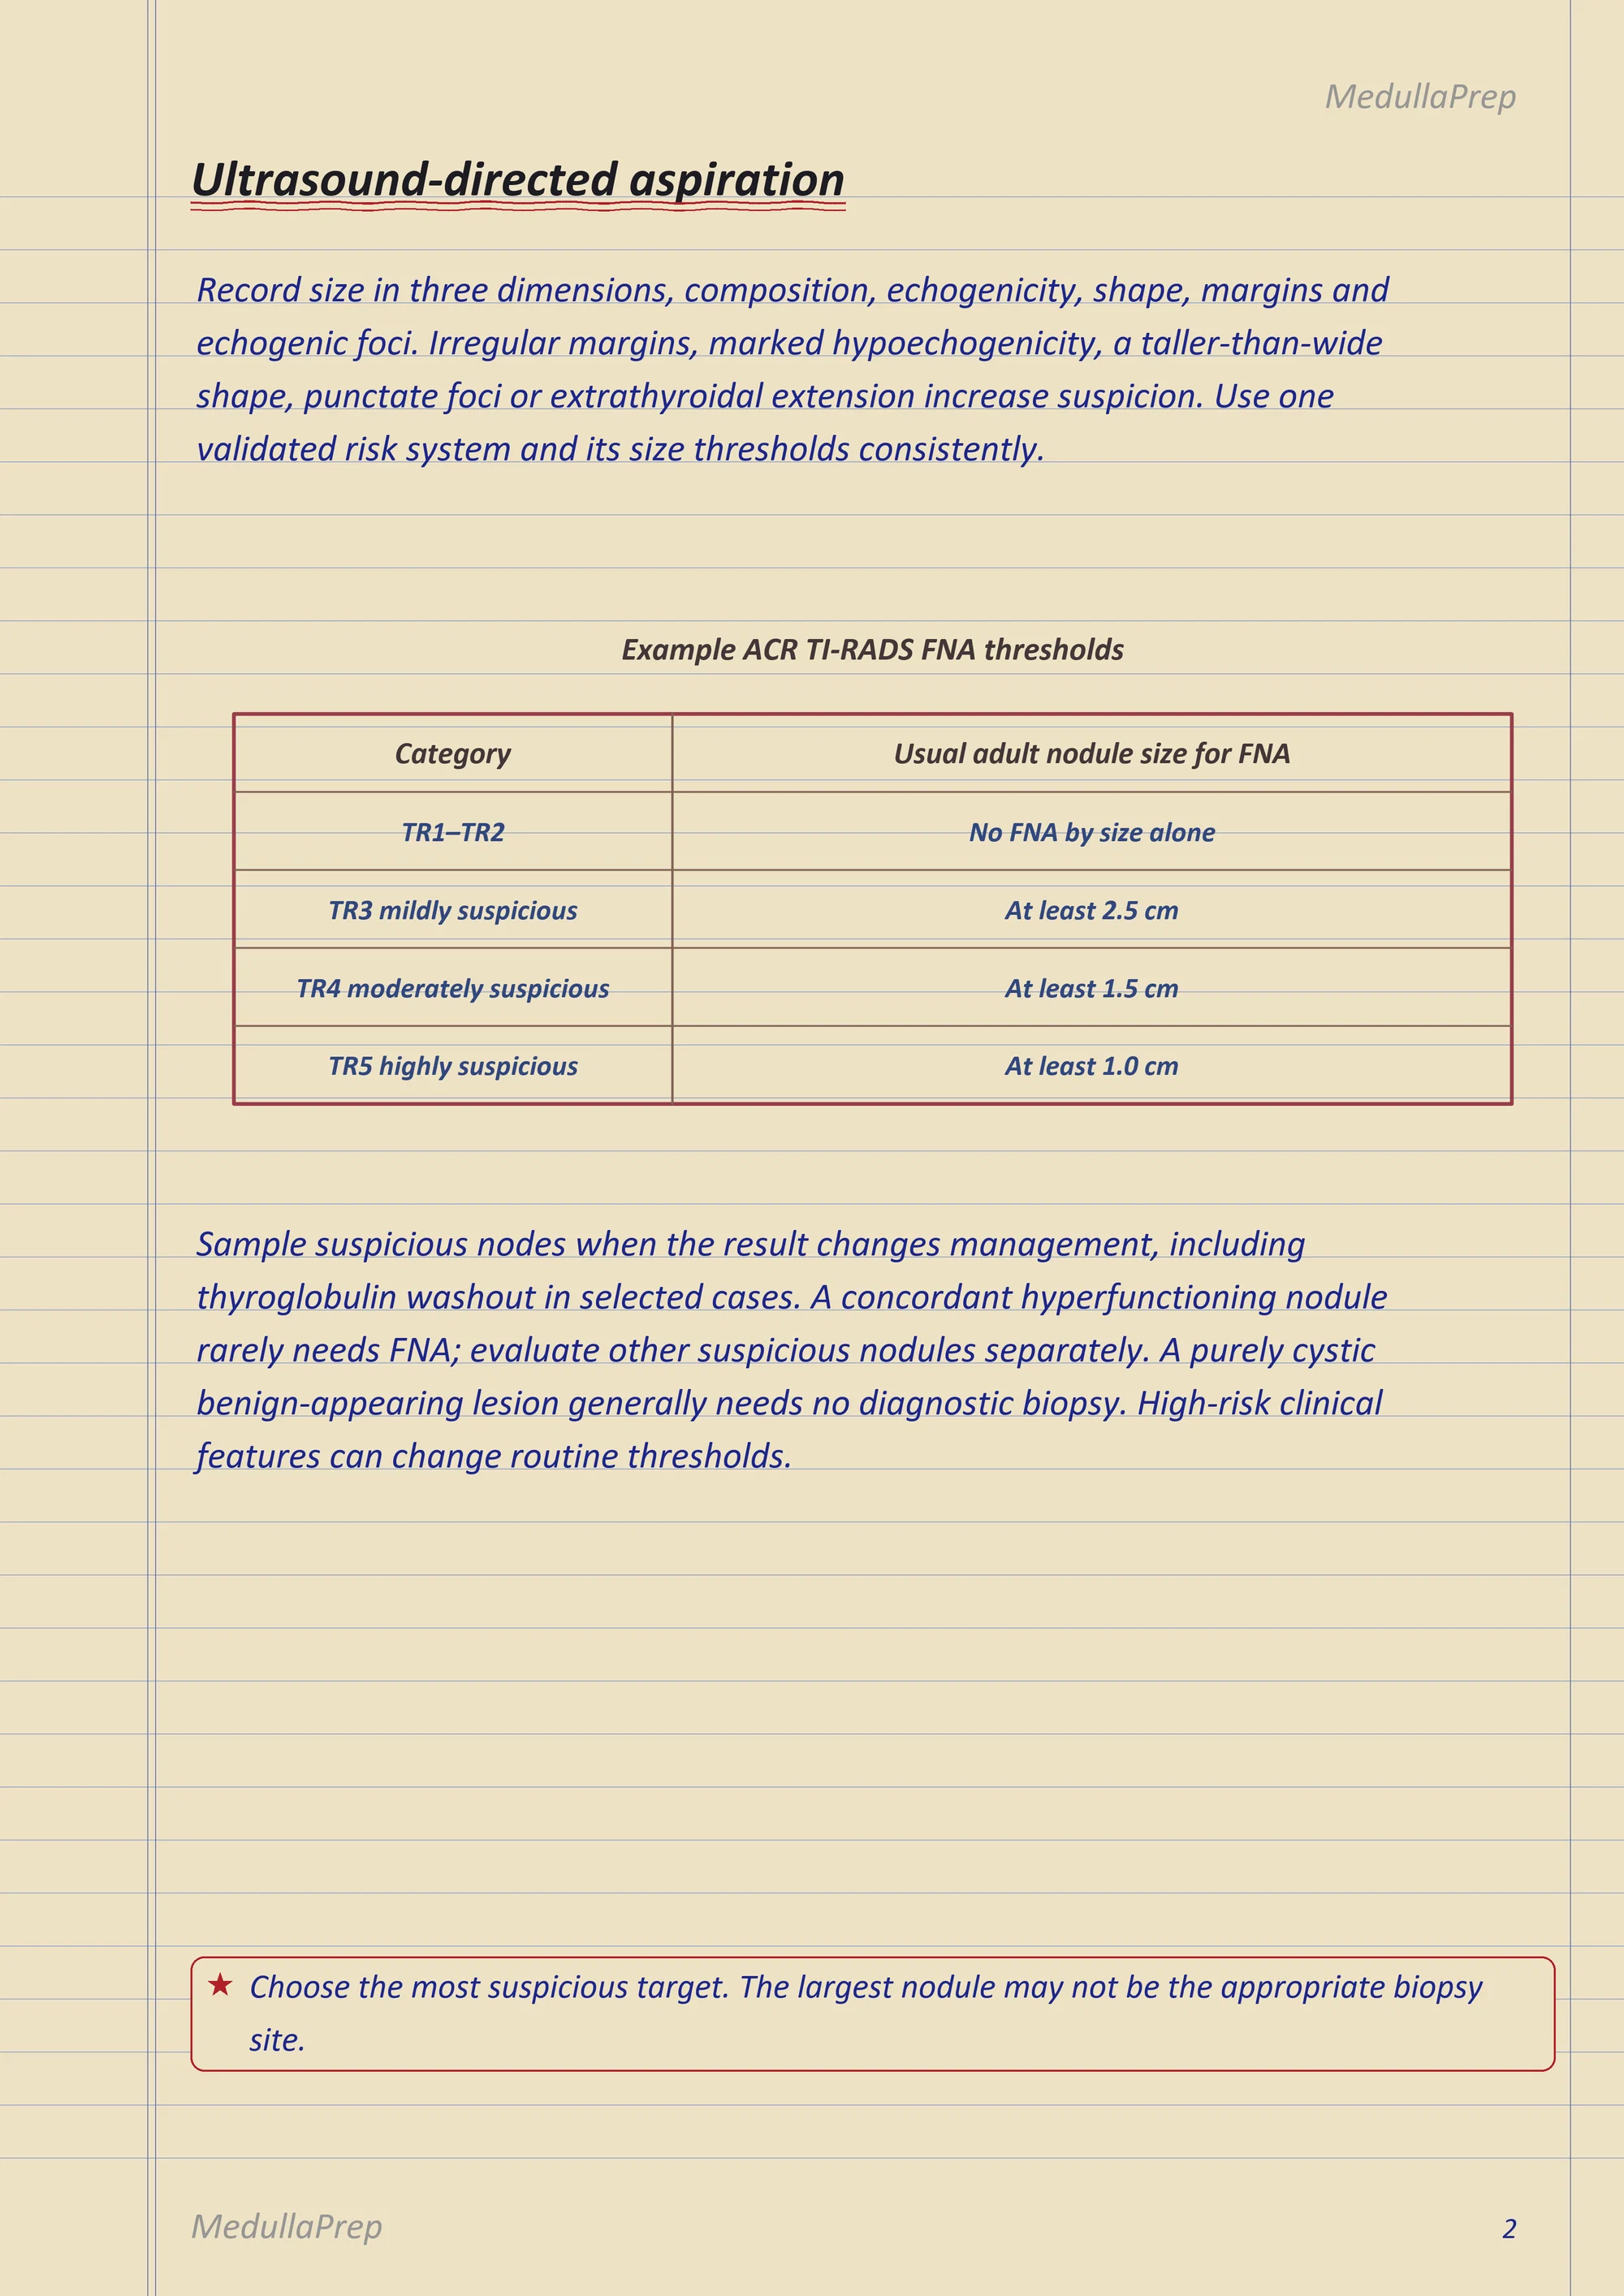 MedullaPrep
Ultrasound-directed aspiration
Record size in three dimensions, composition, echogenicity, shape, margins and
echogenic foci. Irregular margins, marked hypoechogenicity, a taller-than-wide
shape, punctate foci or extrathyroidal extension increase suspicion. Use one
validated risk system and its size thresholds consistently.
Example ACR TI-RADS FNA thresholds
Category Usual adult nodule size for FNA
TR1–TR2 No FNA by size alone
TR3 mildly suspicious At least 2.5 cm
TR4 moderately suspicious At least 1.5 cm
TR5 highly suspicious At least 1.0 cm
Sample suspicious nodes when the result changes management, including
thyroglobulin washout in selected cases. A concordant hyperfunctioning nodule
rarely needs FNA; evaluate other suspicious nodules separately. A purely cystic
benign-appearing lesion generally needs no diagnostic biopsy. High-risk clinical
features can change routine thresholds.
★ Choose the most suspicious target. The largest nodule may not be the appropriate biopsy
site.
MedullaPrep 2